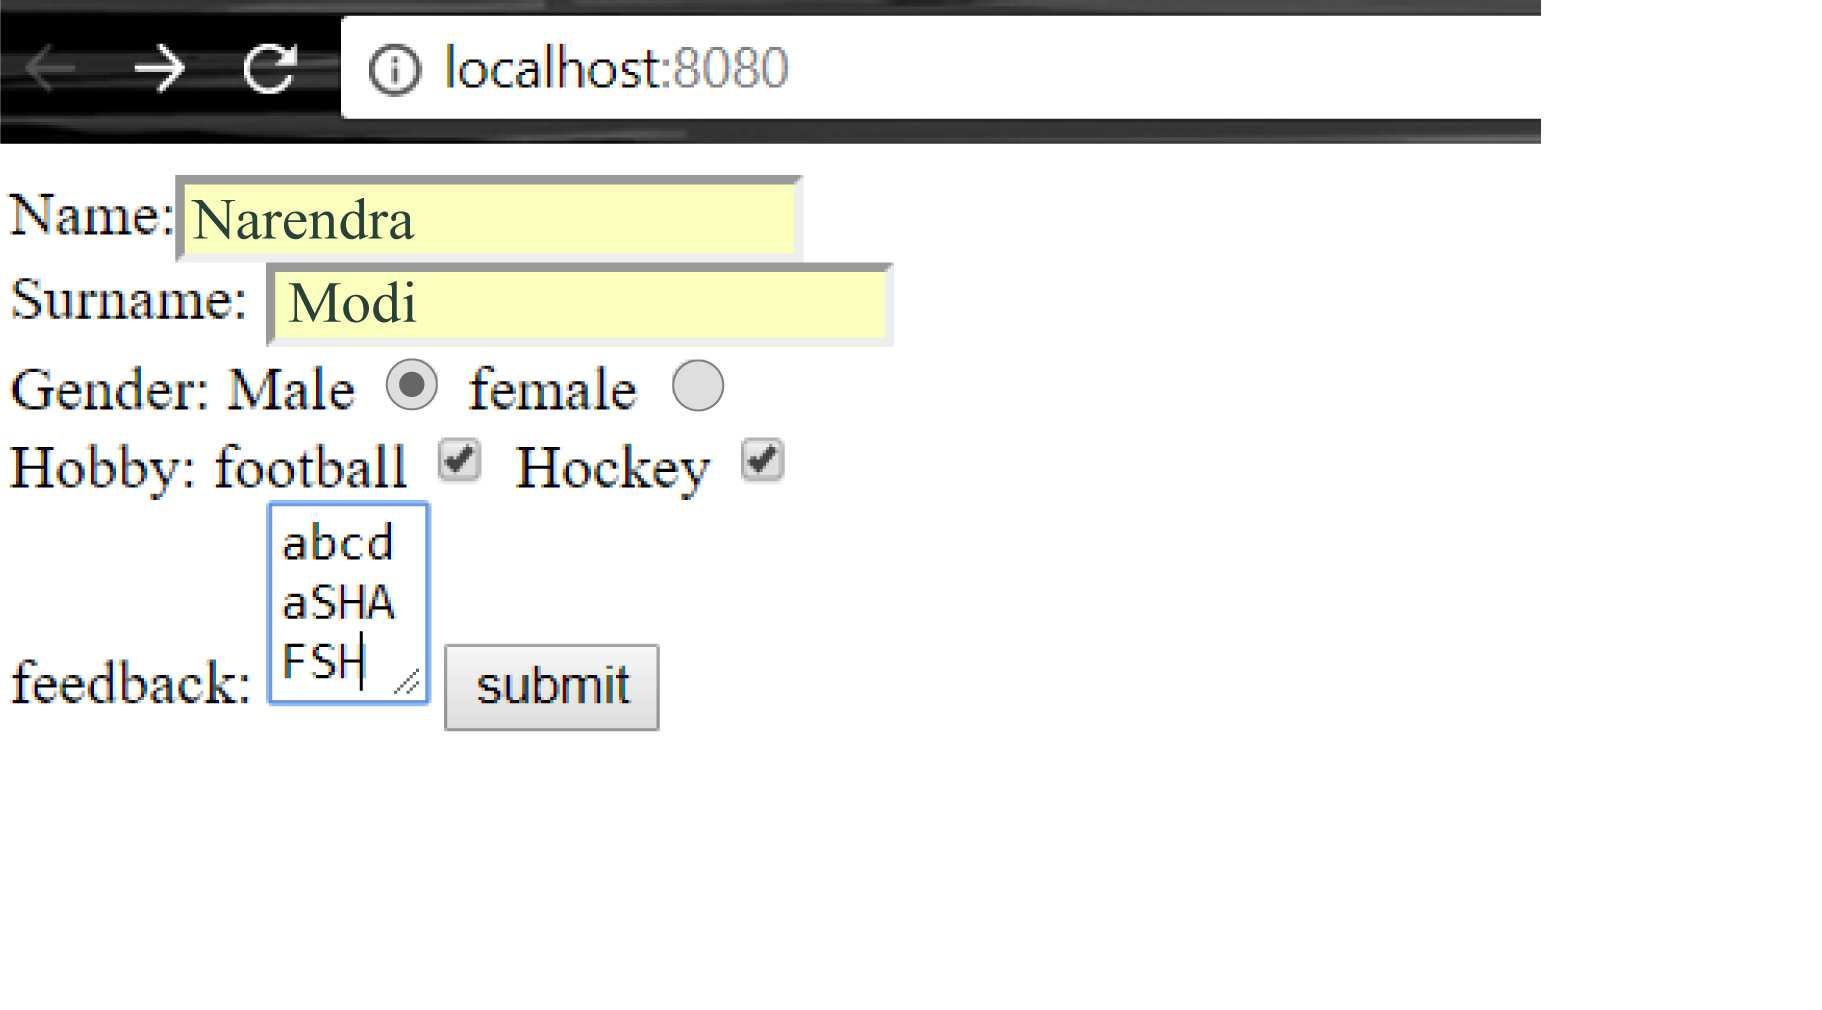 localhost:8080
Name: Narendra
Surname: Modi
Gender: Male female
Hobby: football Hockey
abcd
aSHA
FSH
feedback: submit